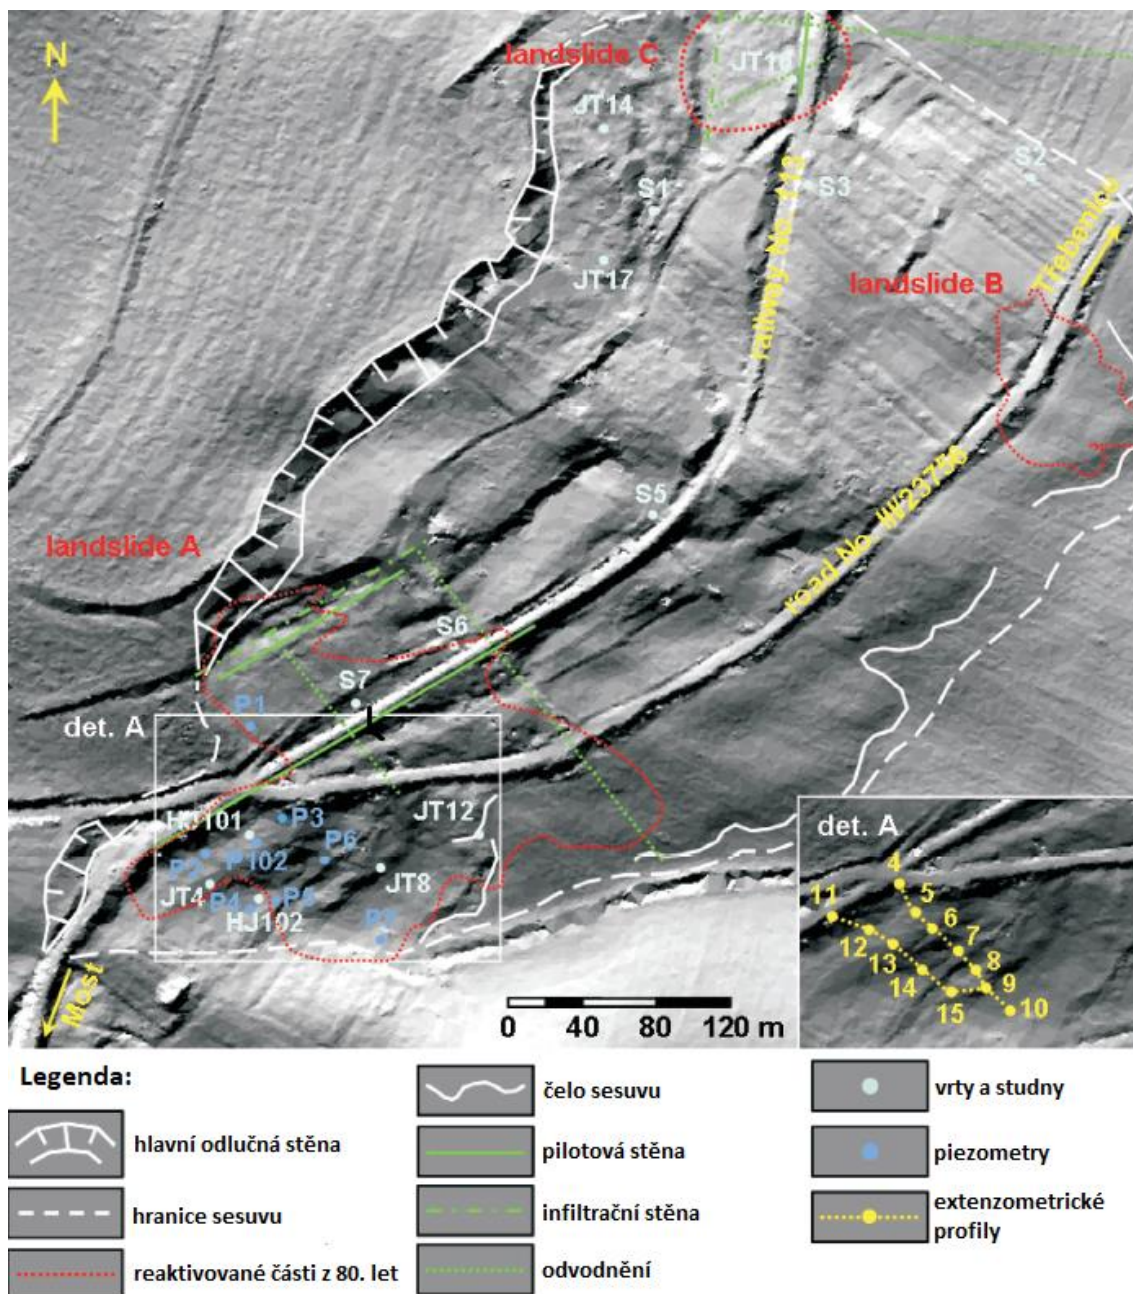 N
landslide C
JT16
JT14
S2
S1
S3
railway No. 113
Třebenice
JT17
landslide B
S5
road No. III/23756
landslide A
S6
S7
P1
det. A
HJ101
P3
JT12
P102
P6
P2
JT8
JT4
P4
P5
HJ102
Most
0 40 80 120 m
det. A
4
11
5
6
12
7
13
8
14
9
15
10
Legenda:
hlavní odlučná stěna
hranice sesuvu
reaktivované části z 80. let
čelo sesuvu
pilotová stěna
infiltrační stěna
odvodnění
vrty a studny
piezometry
extenzometrické
profily